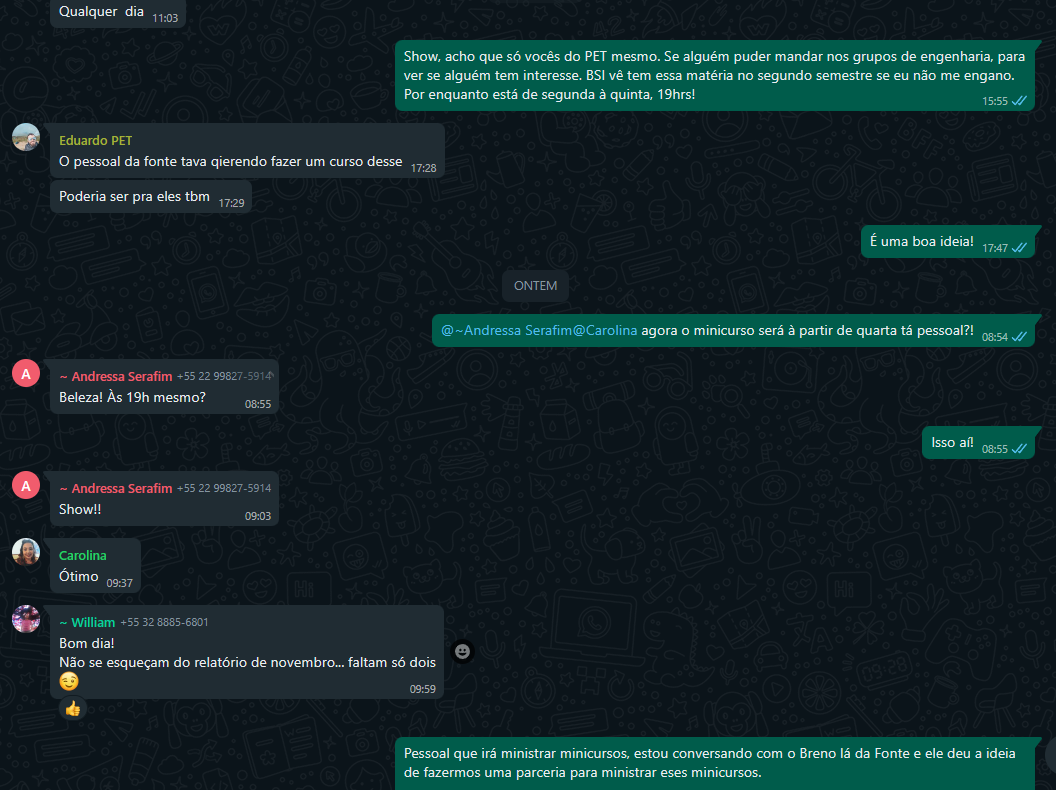 Qualquer dia 11:03
Show, acho que só vocês do PET mesmo. Se alguém puder mandar nos grupos de engenharia, para
ver se alguém tem interesse. BSI vê tem essa matéria no segundo semestre se eu não me engano.
Por enquanto está de segunda à quinta, 19hrs!
15:55
Eduardo PET
O pessoal da fonte tava qierendo fazer um curso desse 17:28
Poderia ser pra eles tbm 17:29
É uma boa ideia! 17:47
ONTEM
@~Andressa Serafim@Carolina agora o minicurso será à partir de quarta tá pessoal?! 08:54
A
~ Andressa Serafim +55 22 99827-5914
Beleza! Às 19h mesmo?
08:55
Isso aí! 08:55
A
~ Andressa Serafim +55 22 99827-5914
Show!!
09:03
Carolina
Ótimo 09:37
~ William +55 32 8885-6801
Bom dia!
Não se esqueçam do relatório de novembro... faltam só dois
😉 09:59
👍
Pessoal que irá ministrar minicursos, estou conversando com o Breno lá da Fonte e ele deu a ideia
de fazermos uma parceria para ministrar eses minicursos.